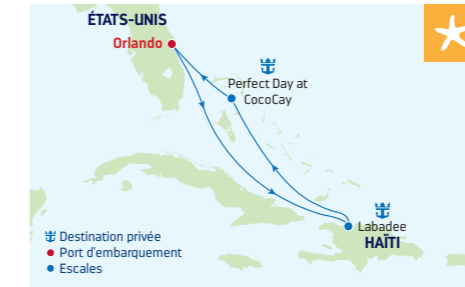 ÉTATS-UNIS
Orlando
Perfect Day at
CocoCay
Labadee
HAÏTI
Destination privée
Port d'embarquement
Escales